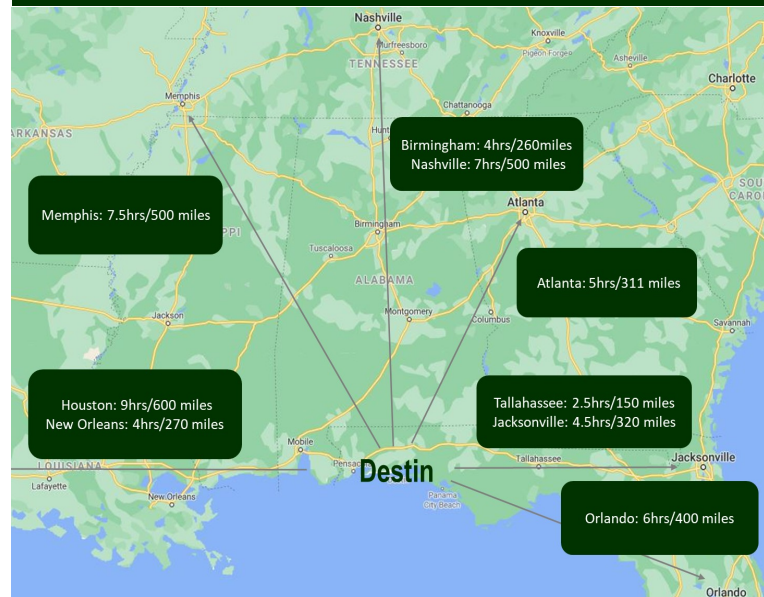 Nashville
Murfreesboro
Knoxville
Pigeon Forge
TENNESSEE
Asheville
Charlotte
Memphis
ARKANSAS
Chattanooga
Hunt
Birmingham: 4hrs/260miles
Nashville: 7hrs/500 miles
SOU
CARO
Memphis: 7.5hrs/500 miles
PPI
Atlanta
Birmingham
Tuscaloosa
ALABAMA
Atlanta: 5hrs/311 miles
Montgomery
Columbus
Jackson
Savannah
Houston: 9hrs/600 miles
New Orleans: 4hrs/270 miles
Tallahassee: 2.5hrs/150 miles
Jacksonville: 4.5hrs/320 miles
Mobile
Pensac
Destin
Tallahassee
Jacksonville
LOUISIANA
Lafayette
New Orleans
Panama
City Beach
Orlando: 6hrs/400 miles
Orlando